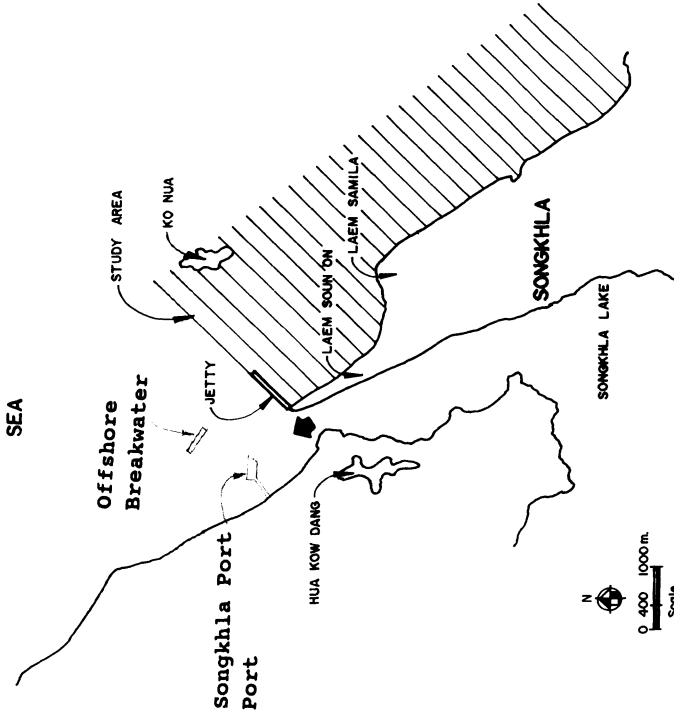 SEA
Offshore
Breakwater
STUDY AREA
KO NUA
JETTY
Songkhla Port
Port
HUA KOW DANG
LAEM SOUN ON
LAEM SAMILA
SONGKHLA
SONGKHLA LAKE
N
0 400 1000 m.
Scale